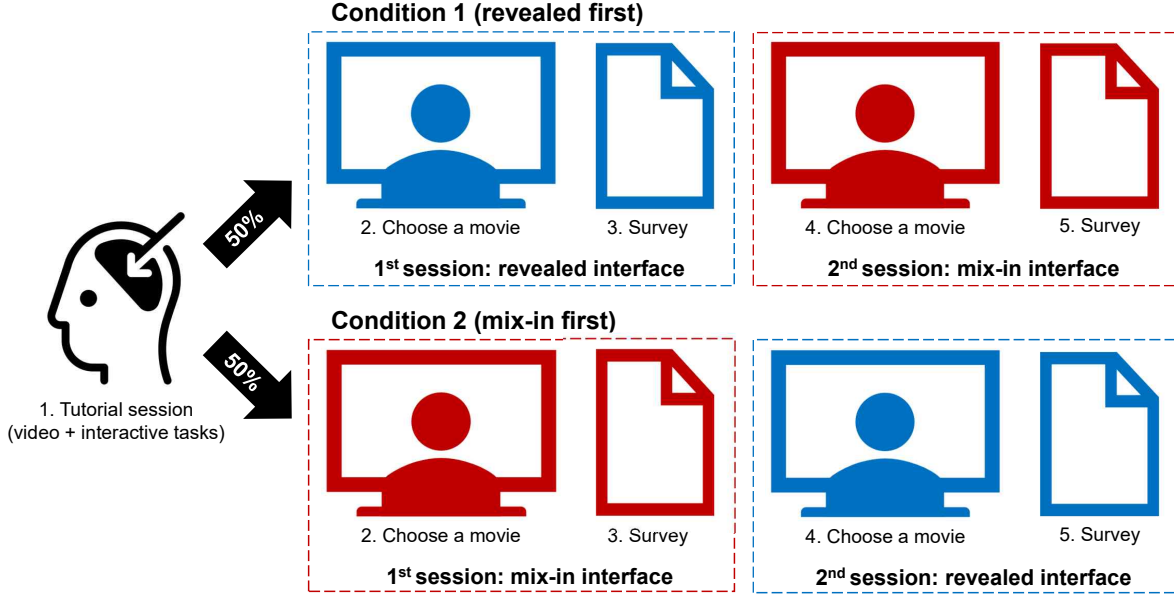 Condition 1 (revealed first)
2. Choose a movie
3. Survey
1st session: revealed interface
4. Choose a movie
5. Survey
2nd session: mix-in interface
50%
50%
1. Tutorial session
(video + interactive tasks)
Condition 2 (mix-in first)
2. Choose a movie
3. Survey
1st session: mix-in interface
4. Choose a movie
5. Survey
2nd session: revealed interface